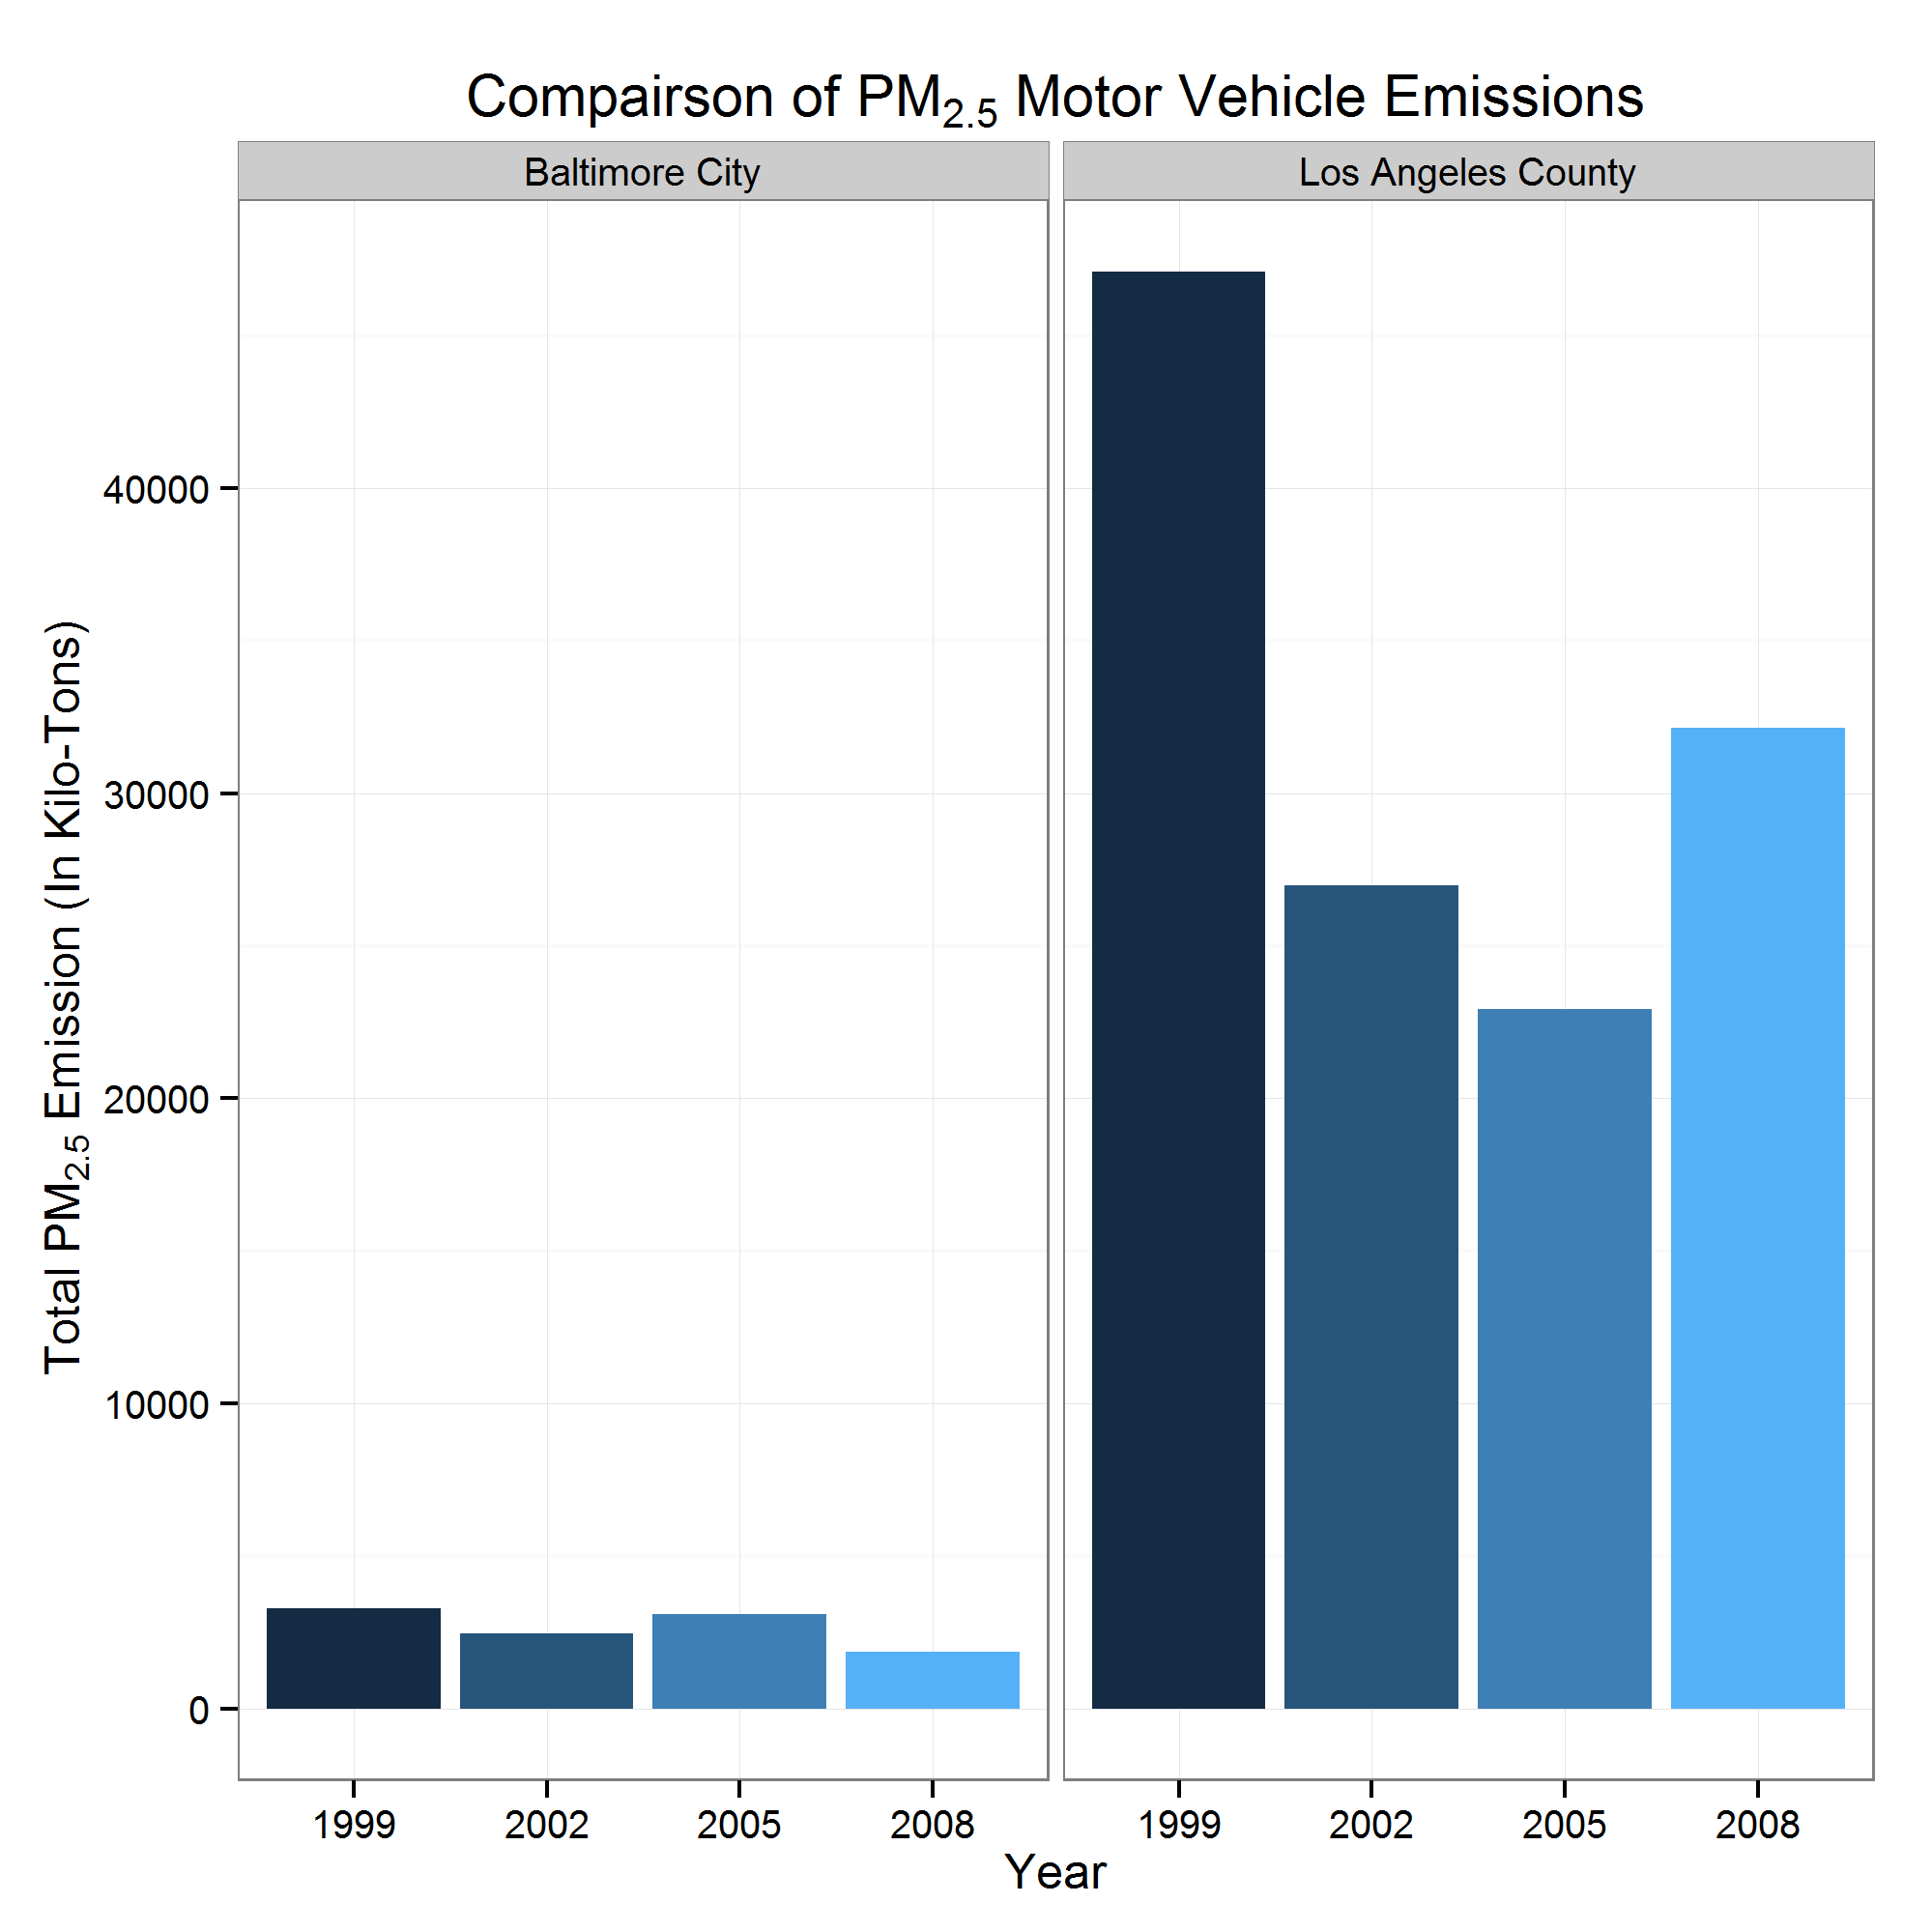 Compairson of PM2.5 Motor Vehicle Emissions
Baltimore City
Los Angeles County
Total PM2.5 Emission (In Kilo-Tons)
40000
30000
20000
10000
0
1999 2002 2005 2008
1999 2002 2005 2008
Year